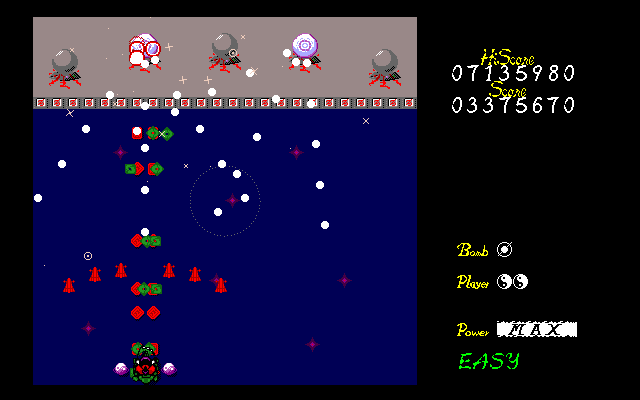 HiScore
07135980
Score
03375670
Bomb
Player
Power MAX
EASY